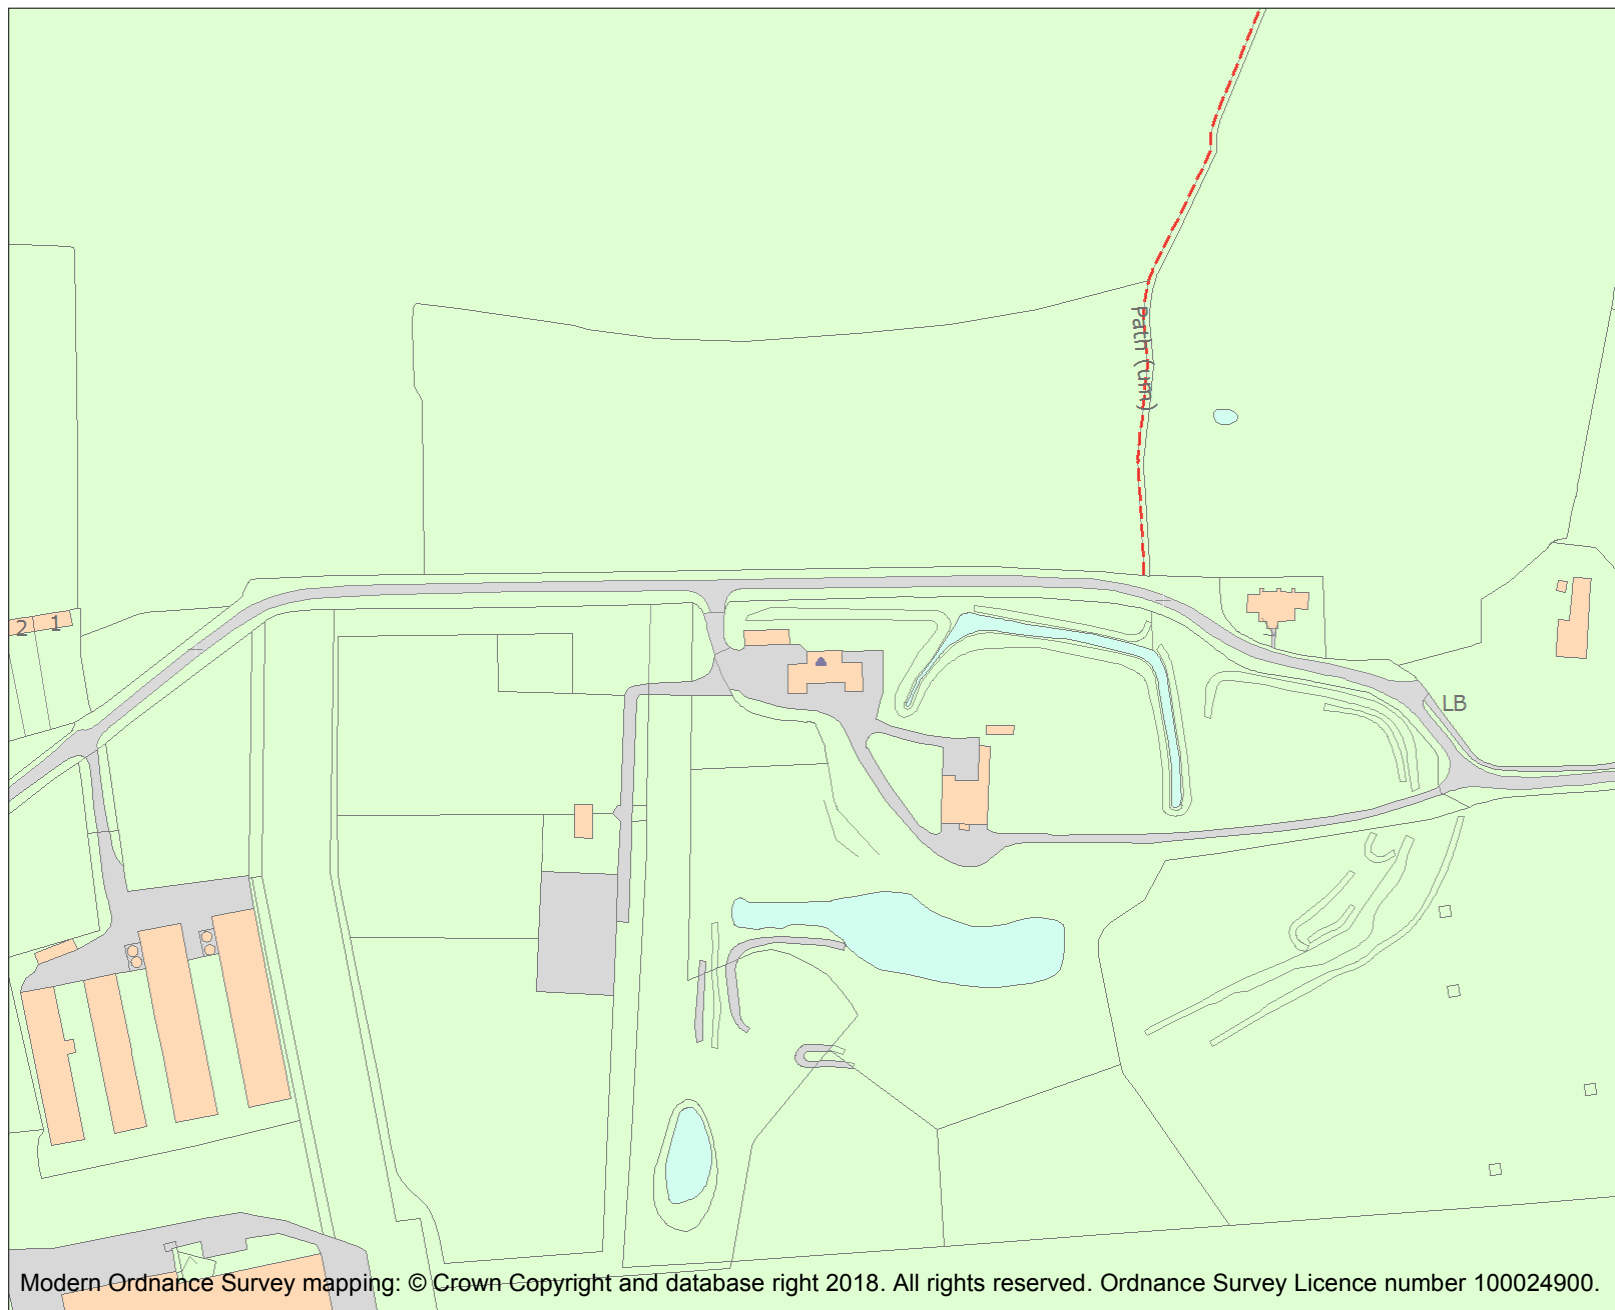 Path (um)
2 1
LB
Modern Ordnance Survey mapping: © Crown Copyright and database right 2018. All rights reserved. Ordnance Survey Licence number 100024900.